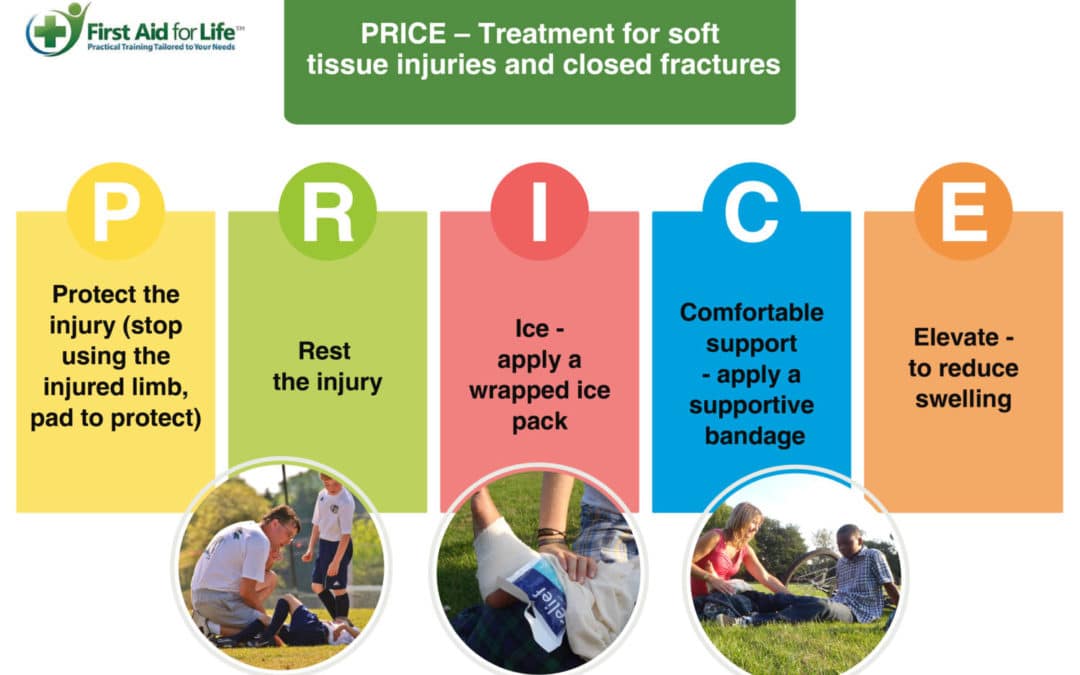 First Aid for Life™
Practical Training Tailored to Your Needs
PRICE – Treatment for soft
tissue injuries and closed fractures
P
Protect the
injury (stop
using the
injured limb,
pad to protect)
R
Rest
the injury
I
Ice -
apply a
wrapped ice
pack
C
Comfortable
support
- apply a
supportive
bandage
E
Elevate -
to reduce
swelling
elief